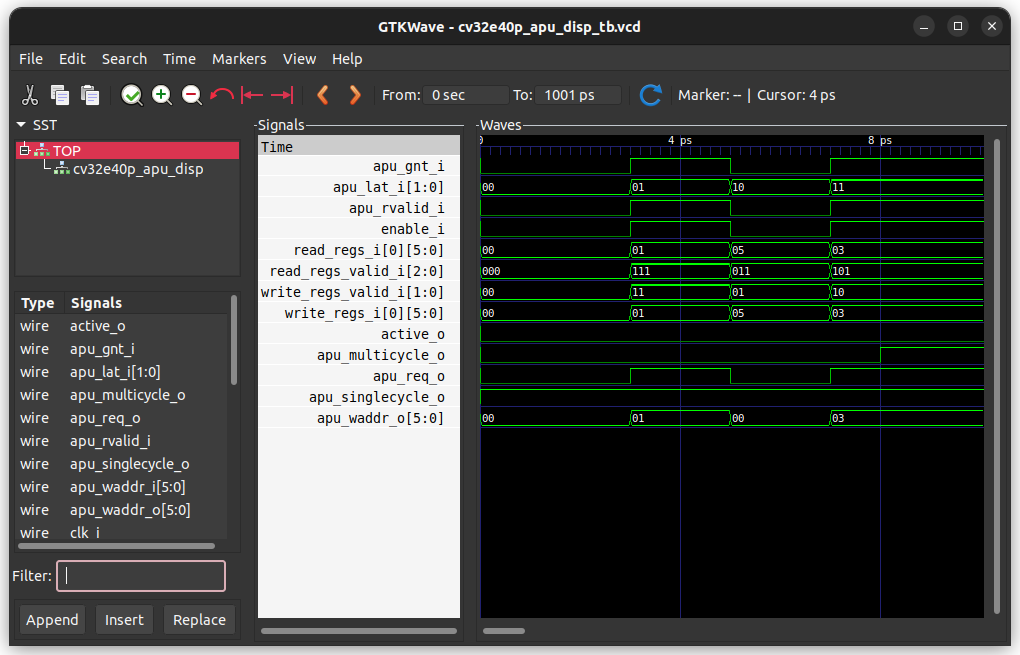 GTKWave - cv32e40p_apu_disp_tb.vcd
File Edit Search Time Markers View Help
From: 0 sec To: 1001 ps Marker: -- | Cursor: 4 ps
SST
TOP
cv32e40p_apu_disp
Type Signals
wire active_o
wire apu_gnt_i
wire apu_lat_i[1:0]
wire apu_multicycle_o
wire apu_req_o
wire apu_rvalid_i
wire apu_singlecycle_o
wire apu_waddr_i[5:0]
wire apu_waddr_o[5:0]
wire clk_i
Filter:
Append Insert Replace
Signals
Time
apu_gnt_i
apu_lat_i[1:0]
apu_rvalid_i
enable_i
read_regs_i[0][5:0]
read_regs_valid_i[2:0]
write_regs_valid_i[1:0]
write_regs_i[0][5:0]
active_o
apu_multicycle_o
apu_req_o
apu_singlecycle_o
apu_waddr_o[5:0]
Waves
0 4 ps 8 ps
00 01 10 11
00 01 05 03
000 111 011 101
00 11 01 10
00 01 05 03
00 01 00 03